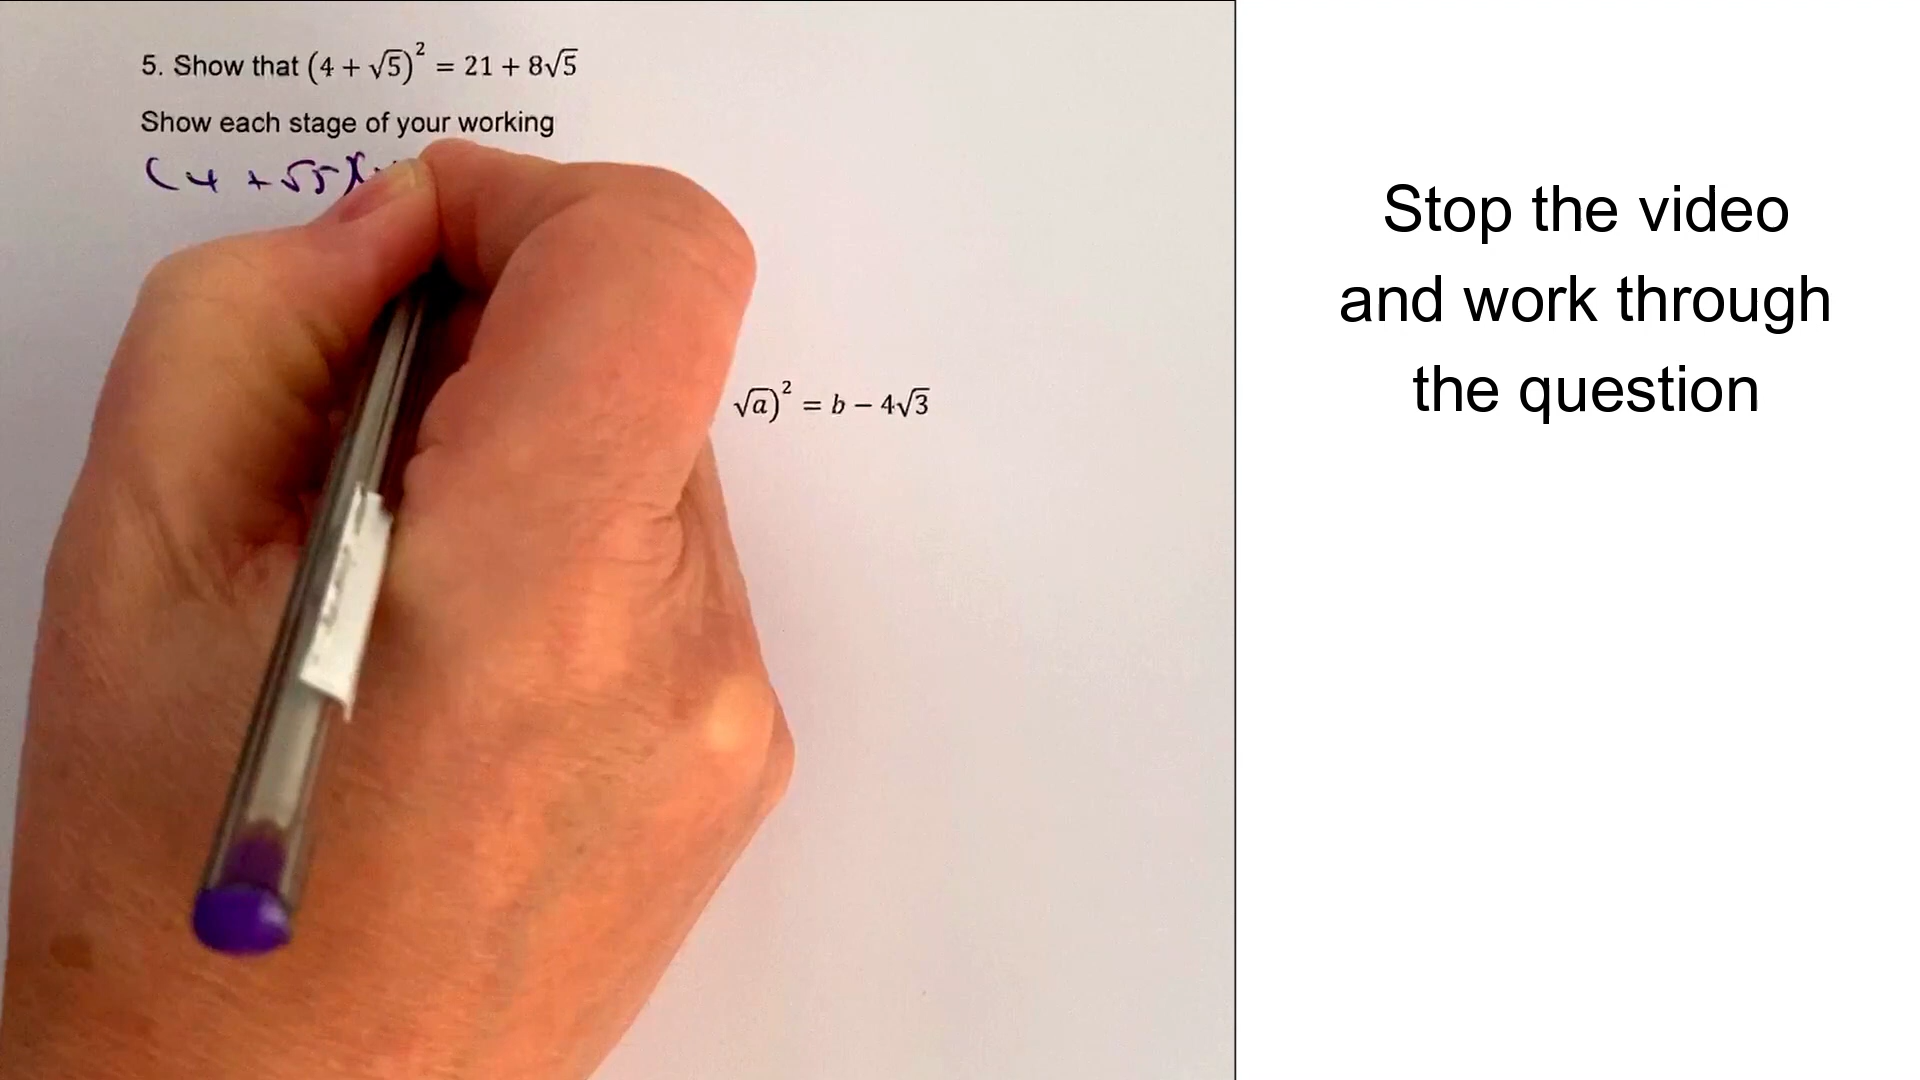 5. Show that (4 + √5)² = 21 + 8√5
Show each stage of your working
(4 + √5)(
√a)² = b − 4√3
Stop the video
and work through
the question